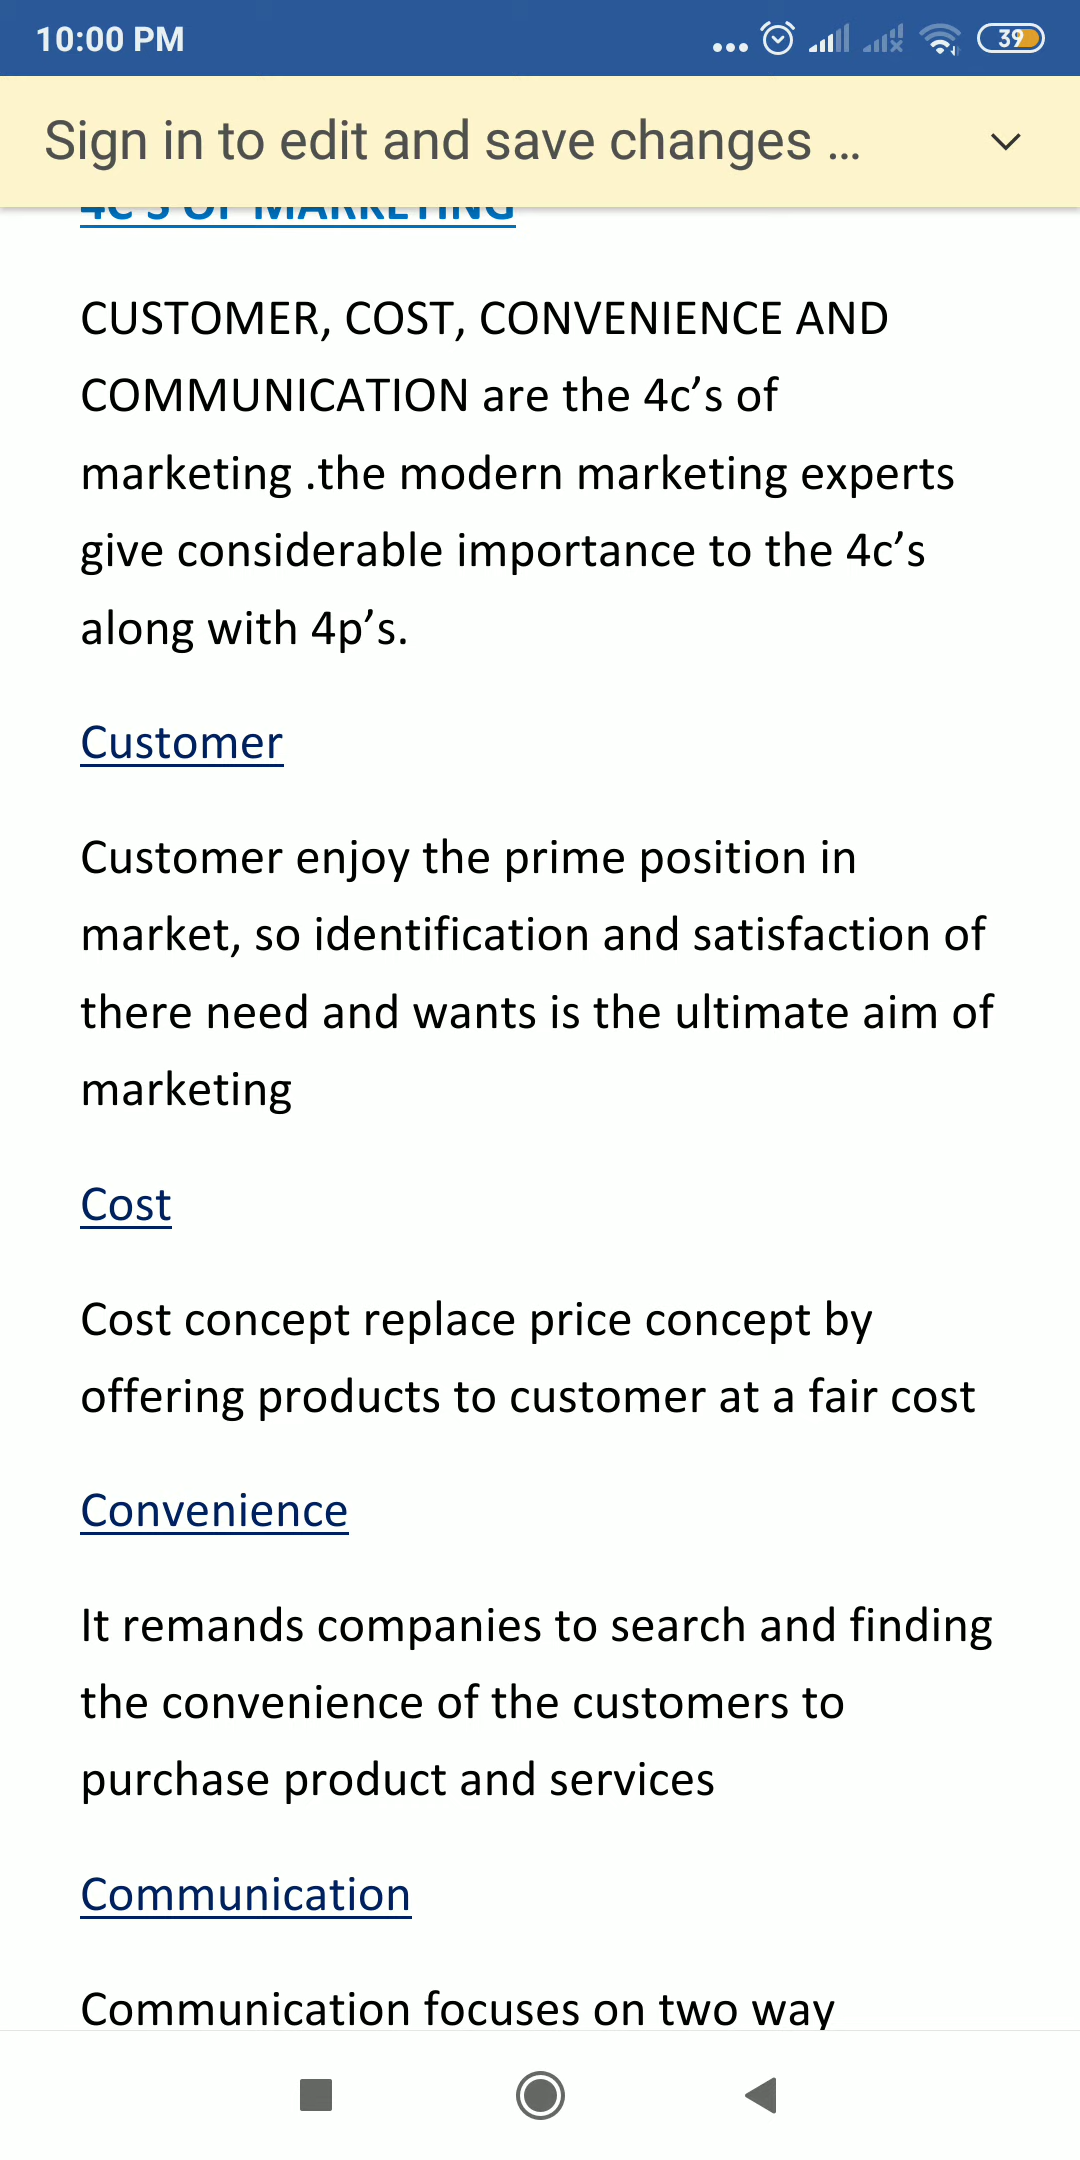 10:00 PM
39
Sign in to edit and save changes ...
4C'S OF MARKETING
CUSTOMER, COST, CONVENIENCE AND
COMMUNICATION are the 4c’s of
marketing .the modern marketing experts
give considerable importance to the 4c’s
along with 4p’s.
Customer
Customer enjoy the prime position in
market, so identification and satisfaction of
there need and wants is the ultimate aim of
marketing
Cost
Cost concept replace price concept by
offering products to customer at a fair cost
Convenience
It remands companies to search and finding
the convenience of the customers to
purchase product and services
Communication
Communication focuses on two way